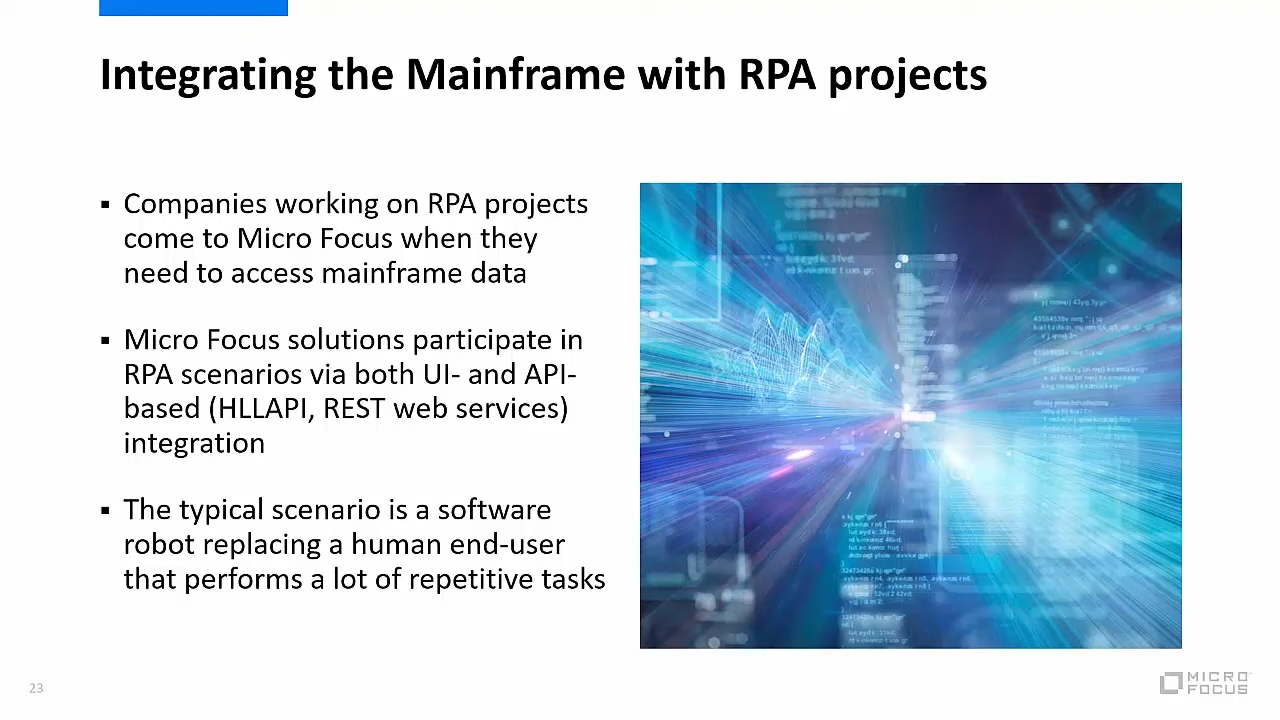 Integrating the Mainframe with RPA projects
▪ Companies working on RPA projects
come to Micro Focus when they
need to access mainframe data
▪ Micro Focus solutions participate in
RPA scenarios via both UI- and API-
based (HLLAPI, REST web services)
integration
▪ The typical scenario is a software
robot replacing a human end-user
that performs a lot of repetitive tasks
23
MICRO
FOCUS